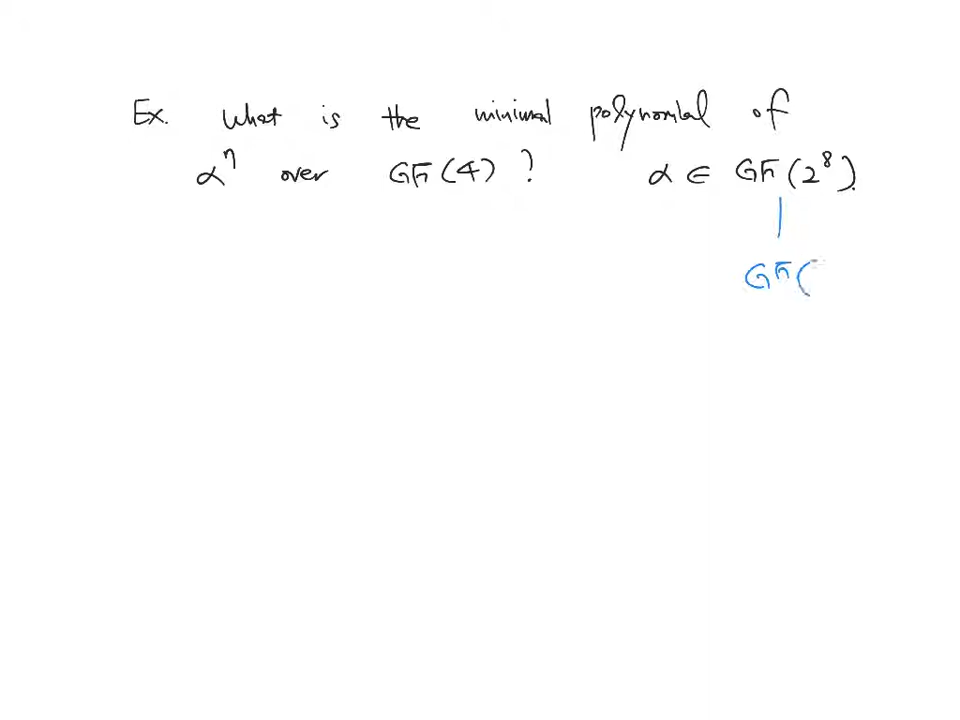 Ex. What is the minimal polynomial of
α⁷ over GF(4)? α ∈ GF(2⁸).
GF(